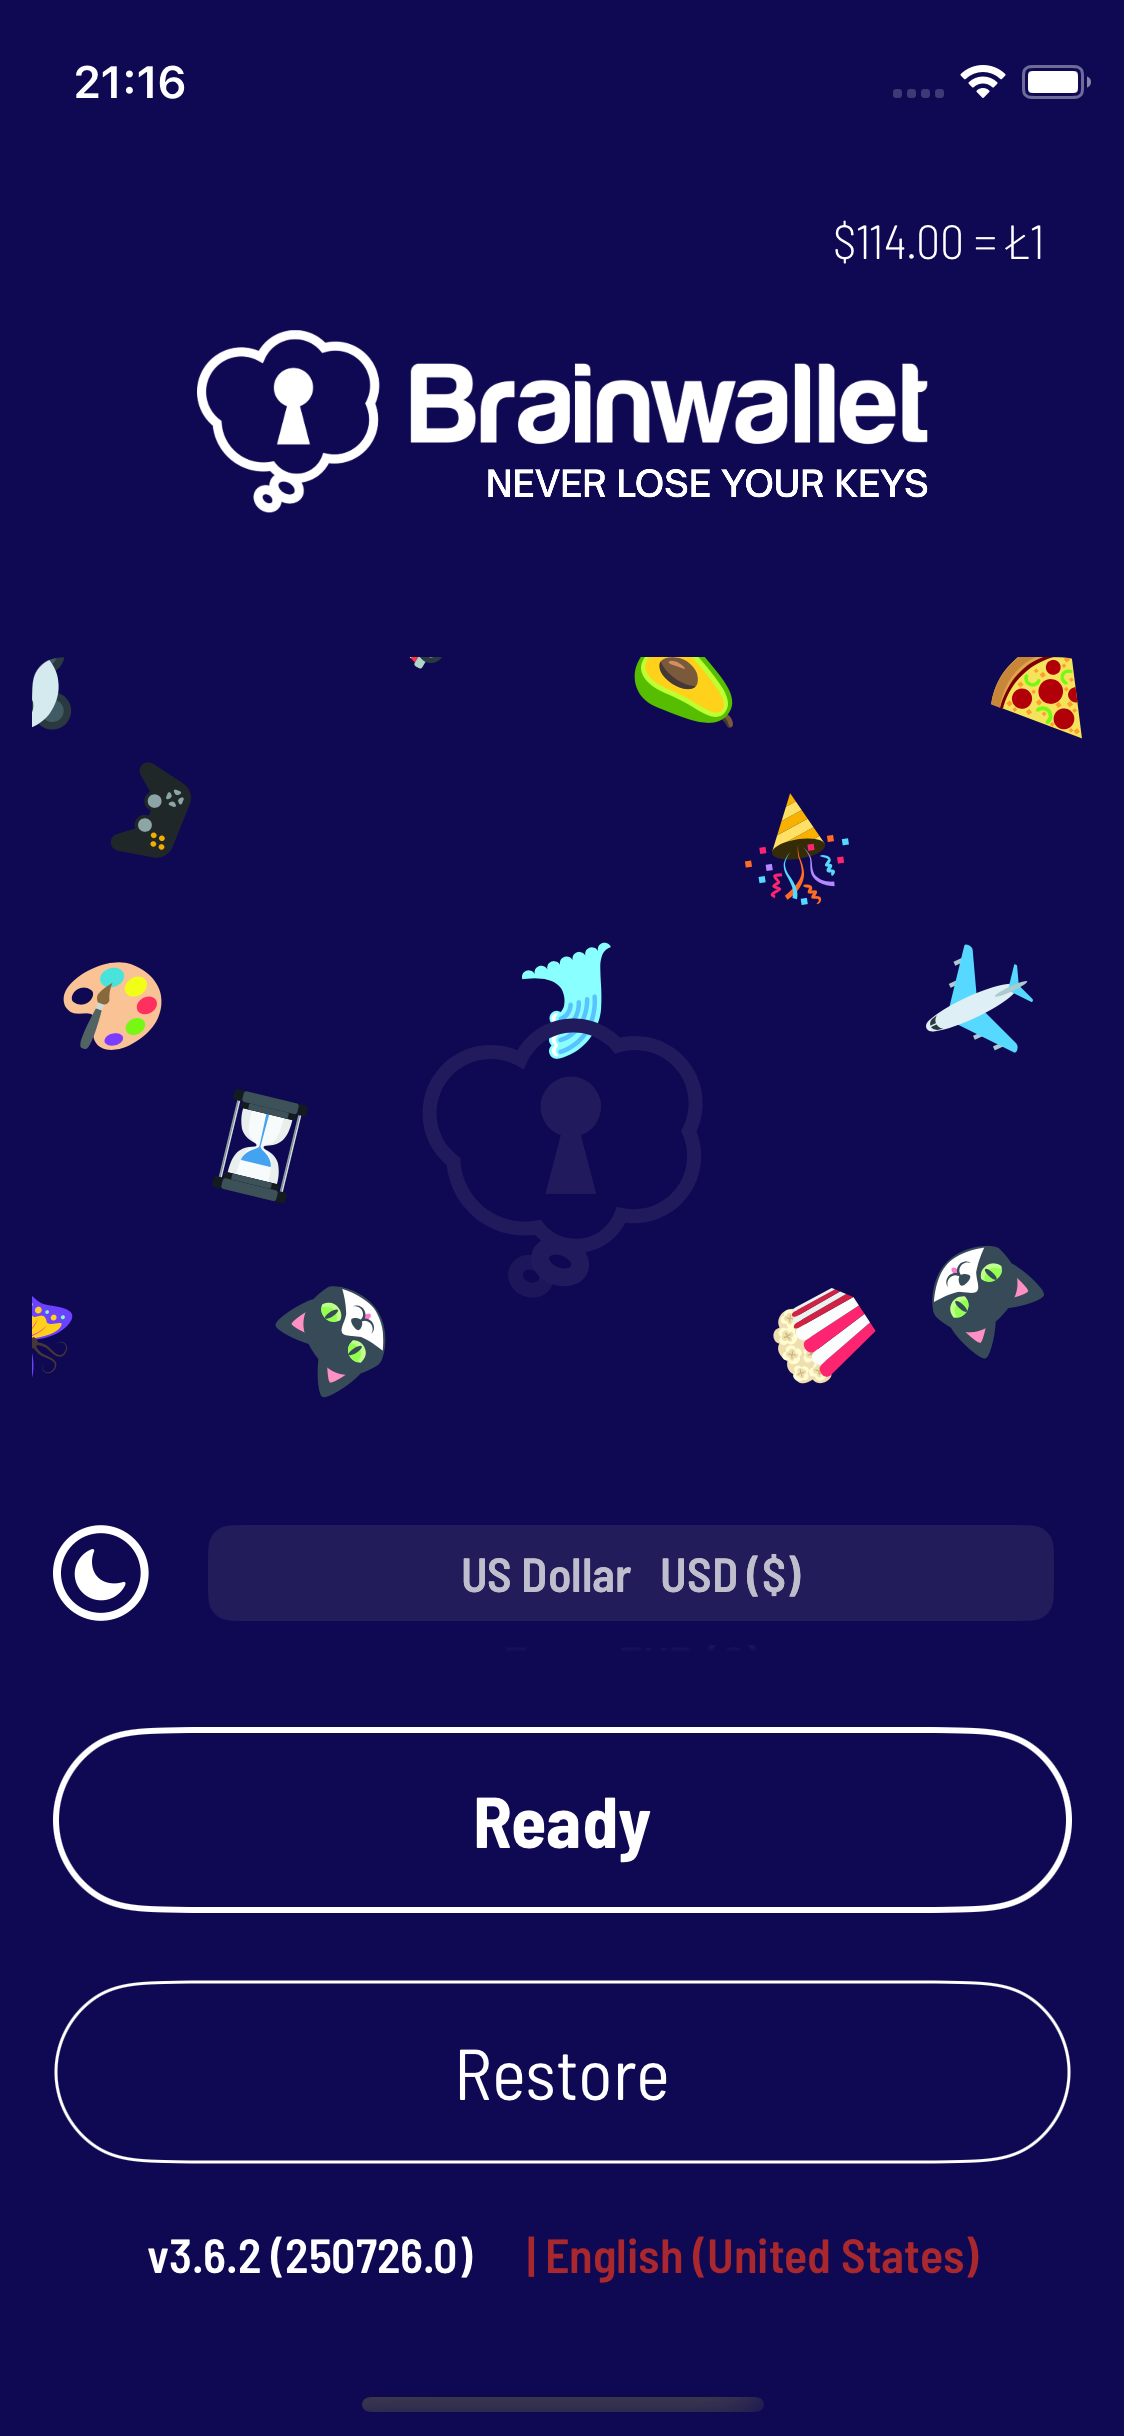 21:16
$114.00 = Ł1
Brainwallet
NEVER LOSE YOUR KEYS
US Dollar USD ($)
Ready
Restore
v3.6.2 (250726.0) | English (United States)